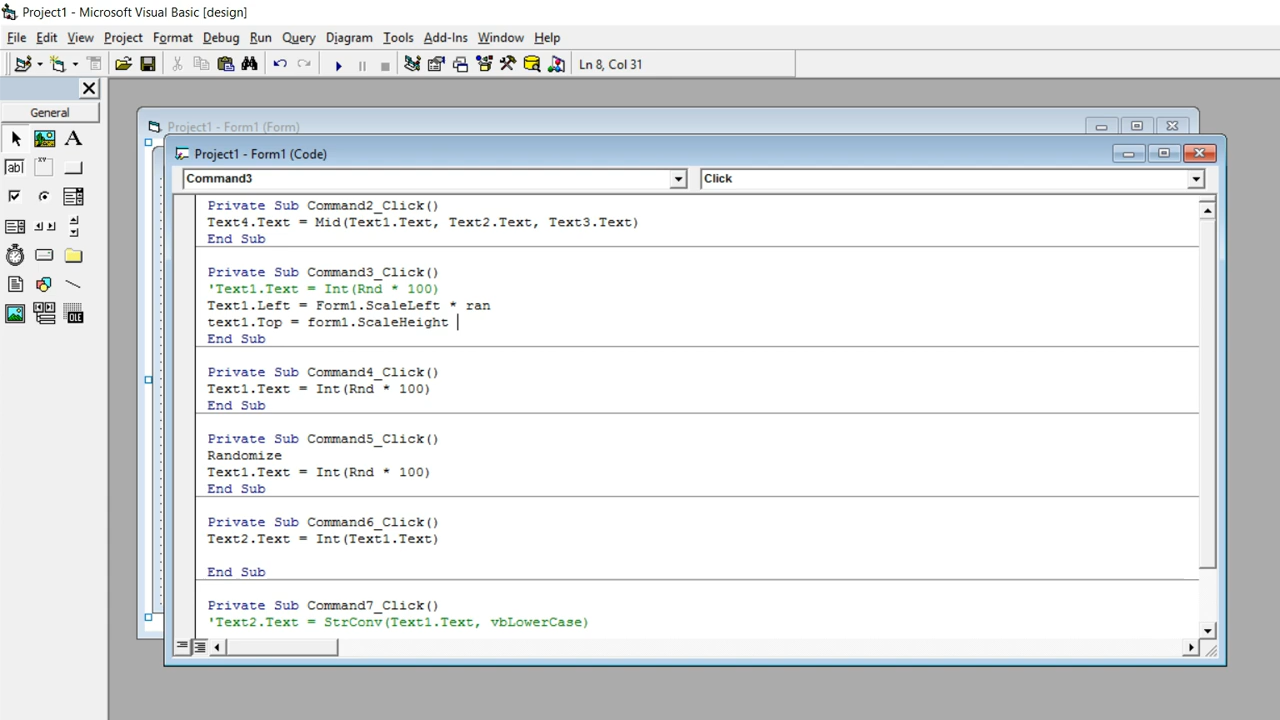 Project1 - Microsoft Visual Basic [design]
File Edit View Project Format Debug Run Query Diagram Tools Add-Ins Window Help
Ln 8, Col 31
General
A
ab|
xy
OLE
Project1 - Form1 (Form)
Project1 - Form1 (Code)
Command3 Click
Private Sub Command2_Click()
Text4.Text = Mid(Text1.Text, Text2.Text, Text3.Text)
End Sub
Private Sub Command3_Click()
'Text1.Text = Int(Rnd * 100)
Text1.Left = Form1.ScaleLeft * ran
text1.Top = form1.ScaleHeight
End Sub
Private Sub Command4_Click()
Text1.Text = Int(Rnd * 100)
End Sub
Private Sub Command5_Click()
Randomize
Text1.Text = Int(Rnd * 100)
End Sub
Private Sub Command6_Click()
Text2.Text = Int(Text1.Text)
End Sub
Private Sub Command7_Click()
'Text2.Text = StrConv(Text1.Text, vbLowerCase)